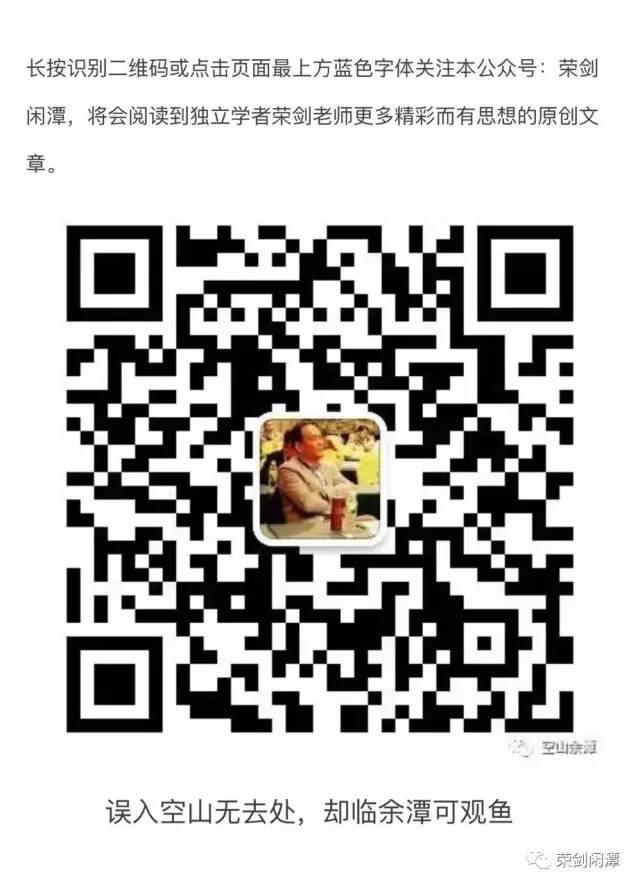 长按识别二维码或点击页面最上方蓝色字体关注本公众号：荣剑
闲潭，将会阅读到独立学者荣剑老师更多精彩而有思想的原创文
章。
空山余潭
误入空山无去处，却临余潭可观鱼
荣剑闲潭